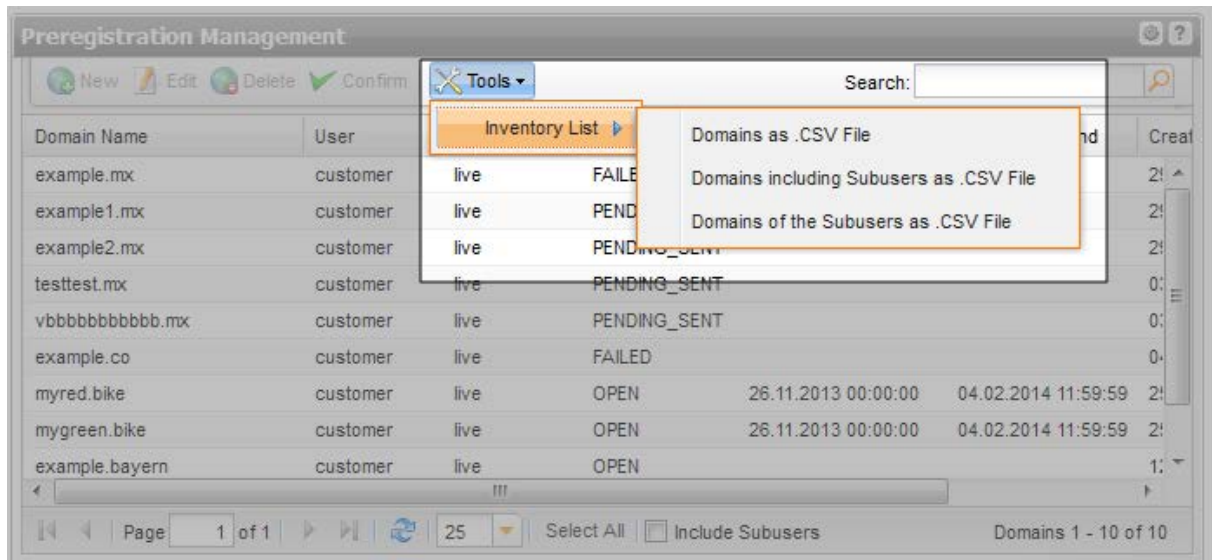 Preregistration Management
New Edit Delete Confirm Tools Search:
Inventory List
Domains as .CSV File
Domains including Subusers as .CSV File
Domains of the Subusers as .CSV File
Domain Name User
example.mx customer live
example1.mx customer live
example2.mx customer live PENDING_SENT
testtest.mx customer live PENDING_SENT
vbbbbbbbbbbb.mx customer live PENDING_SENT
example.co customer live FAILED
myred.bike customer live OPEN 26.11.2013 00:00:00 04.02.2014 11:59:59
mygreen.bike customer live OPEN 26.11.2013 00:00:00 04.02.2014 11:59:59
example.bayern customer live OPEN
Page 1 of 1 25 Select All Include Subusers Domains 1 - 10 of 10